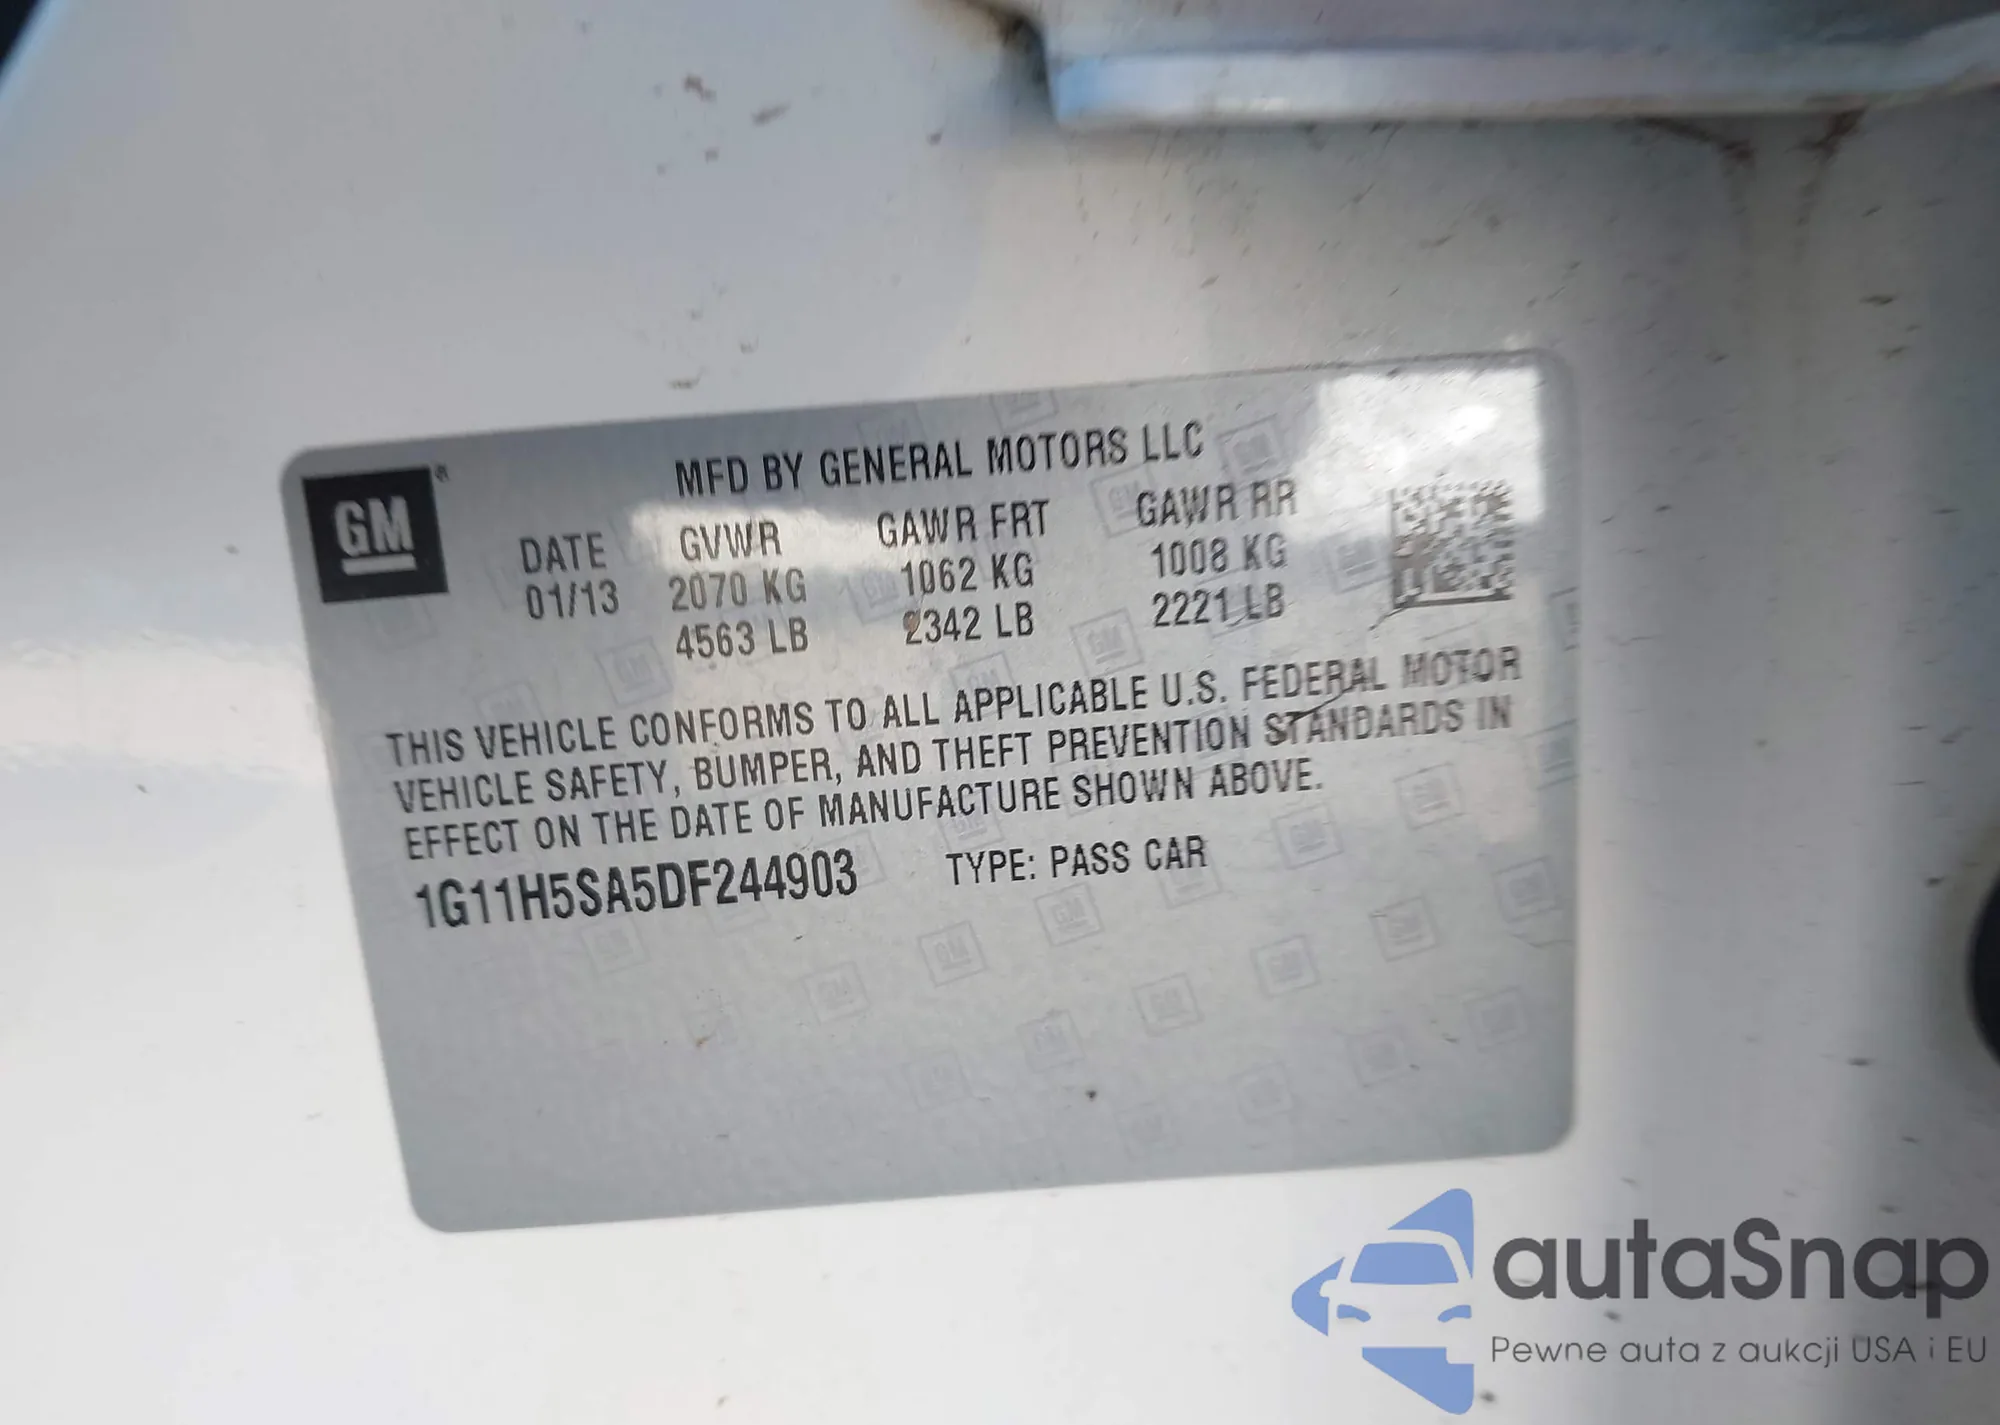 GM®
MFD BY GENERAL MOTORS LLC
DATE GVWR GAWR FRT GAWR RR
01/13 2070 KG 1062 KG 1008 KG
4563 LB 2342 LB 2221 LB
THIS VEHICLE CONFORMS TO ALL APPLICABLE U.S. FEDERAL MOTOR
VEHICLE SAFETY, BUMPER, AND THEFT PREVENTION STANDARDS IN
EFFECT ON THE DATE OF MANUFACTURE SHOWN ABOVE.
1G11H5SA5DF244903 TYPE: PASS CAR
autaSnap
Pewne auta z aukcji USA i EU